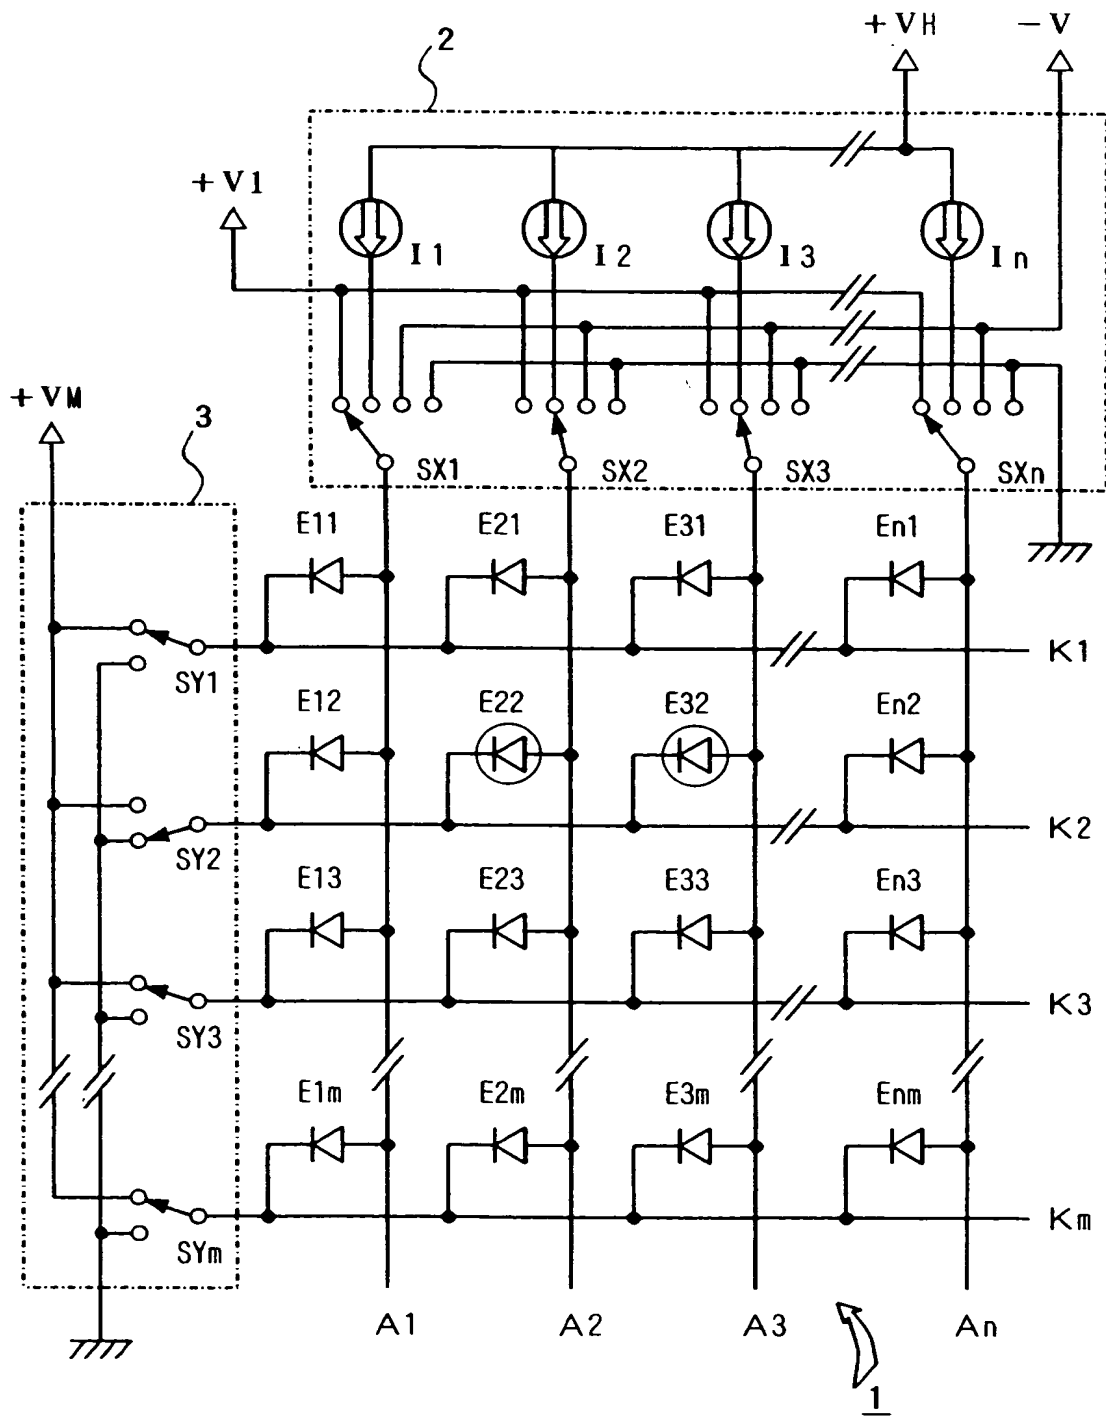 +VH -V
2
+V1
I1 I2 I3 In
+VM
3
SX1 SX2 SX3 SXn
E11 E21 E31 En1
SY1 K1
E12 E22 E32 En2
SY2 K2
E13 E23 E33 En3
SY3 K3
E1m E2m E3m Enm
SYm Km
A1 A2 A3 An
1